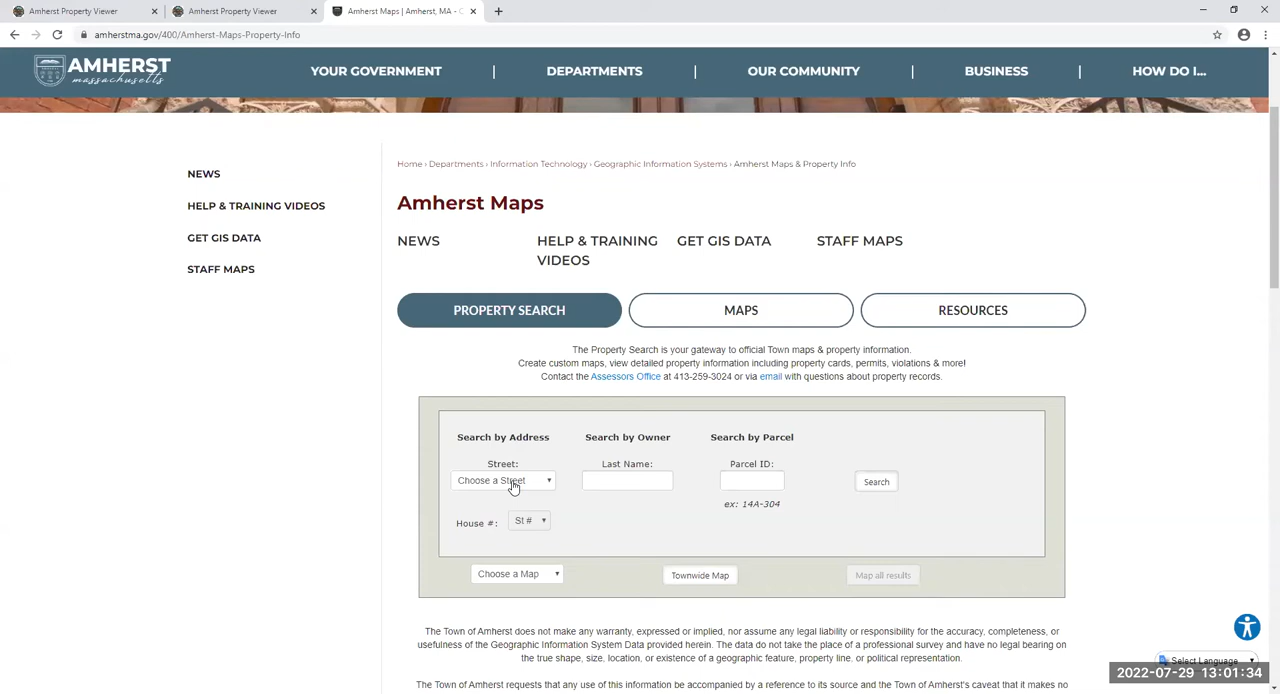 Amherst Property Viewer
Amherst Property Viewer
Amherst Maps | Amherst, MA - O
amherstma.gov/400/Amherst-Maps-Property-Info
AMHERST
massachusetts
YOUR GOVERNMENT | DEPARTMENTS | OUR COMMUNITY | BUSINESS | HOW DO I...
NEWS
HELP & TRAINING VIDEOS
GET GIS DATA
STAFF MAPS
Home › Departments › Information Technology › Geographic Information Systems › Amherst Maps & Property Info
Amherst Maps
NEWS
HELP & TRAINING
VIDEOS
GET GIS DATA
STAFF MAPS
PROPERTY SEARCH
MAPS
RESOURCES
The Property Search is your gateway to official Town maps & property information.
Create custom maps, view detailed property information including property cards, permits, violations & more!
Contact the Assessors Office at 413-259-3024 or via email with questions about property records.
Search by Address
Search by Owner
Search by Parcel
Street:
Last Name:
Parcel ID:
Choose a Street
Search
ex: 14A-304
House #:
St #
Choose a Map
Townwide Map
Map all results
The Town of Amherst does not make any warranty, expressed or implied, nor assume any legal liability or responsibility for the accuracy, completeness, or
usefulness of the Geographic Information System Data provided herein. The data do not take the place of a professional survey and have no legal bearing on
the true shape, size, location, or existence of a geographic feature, property line, or political representation.
The Town of Amherst requests that any use of this information be accompanied by a reference to its source and the Town of Amherst's caveat that it makes no
Select Language
2022-07-29 13:01:34